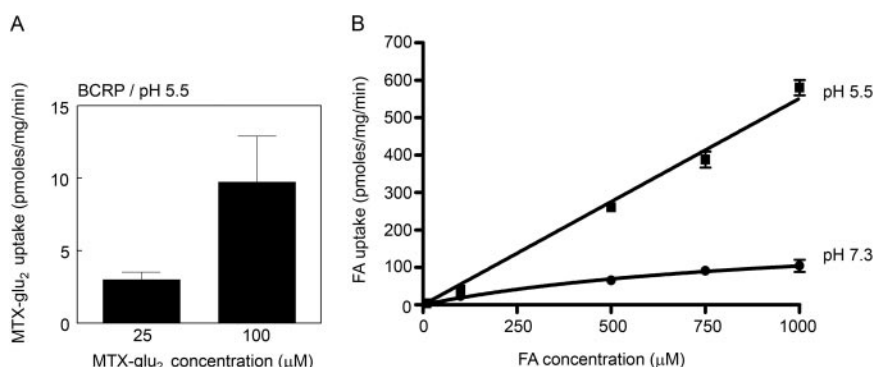 A
BCRP / pH 5.5
MTX-glu₂ uptake (pmoles/mg/min)
15
10
5
0
25 100
MTX-glu₂ concentration (μM)
B
FA uptake (pmoles/mg/min)
700
600
500
400
300
200
100
0
0 250 500 750 1000
FA concentration (μM)
pH 5.5
pH 7.3